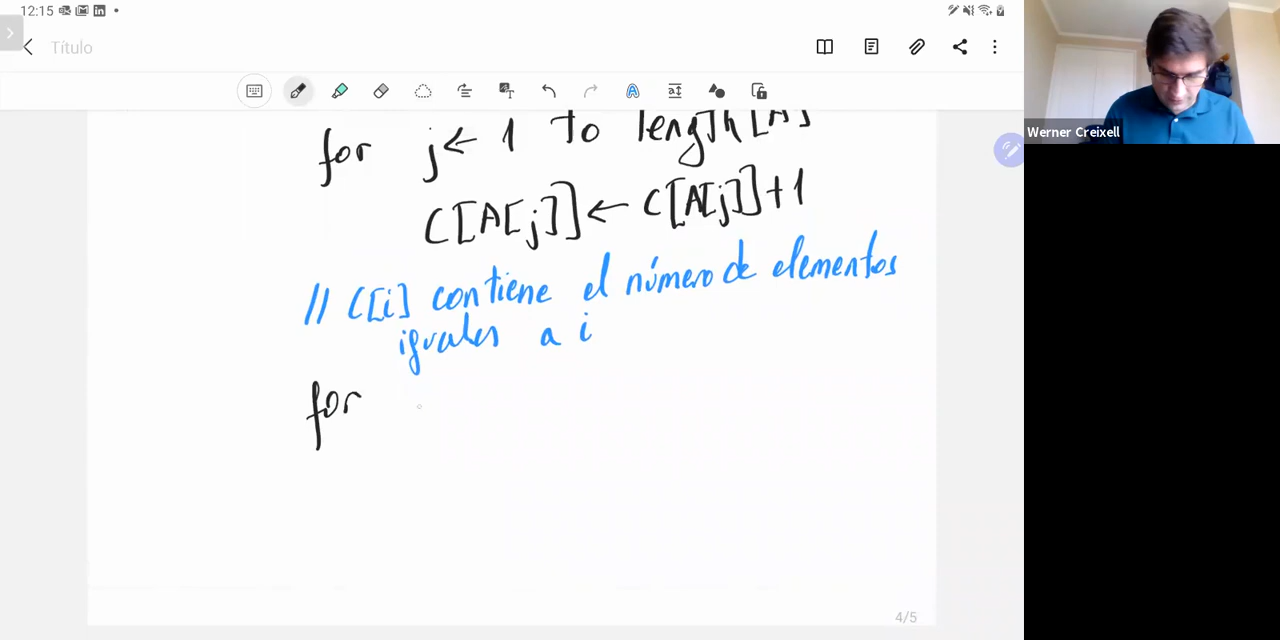 12:15
Título
for j ← 1 to length[A]
C[A[j]] ← C[A[j]]+1
// C[i] contiene el número de elementos
iguales a i
for
4/5
Werner Creixell